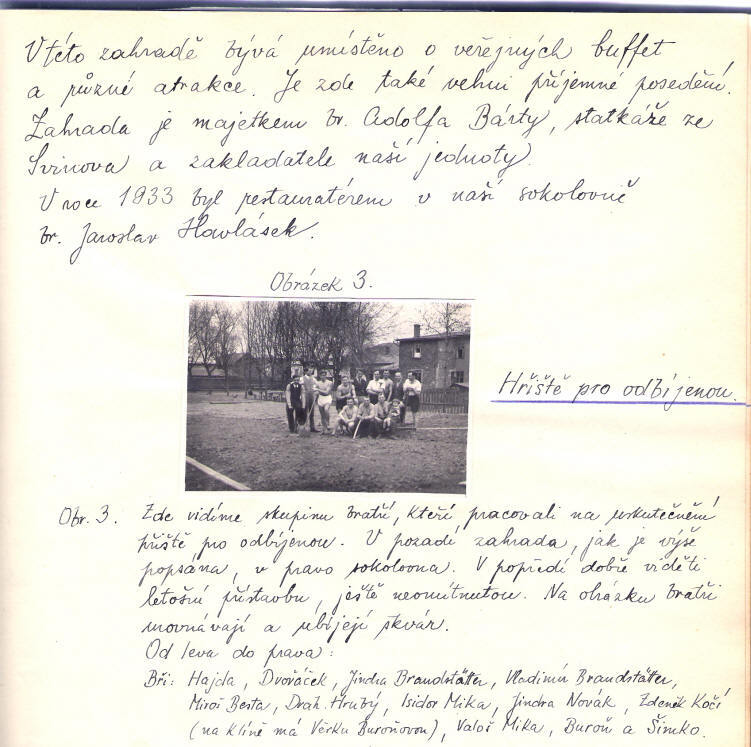 V této zahradě bývá umístěno o veřejných buffet
a různé atrakce. Je zde také velmi příjemné posedění.
Zahrada je majetkem br. Adolfa Bárty, statkáře ze
Svinova a zakladatele naší jednoty.
V roce 1933 byl restauratérem v naší sokolovně
br. Jaroslav Havlásek.
Obrázek 3.
Hřiště pro odbíjenou.
Obr. 3. Zde vidíme skupinu bratří, kteří pracovali na uskutečnění
hřiště pro odbíjenou. V pozadí zahrada, jak je výše
popsána, v pravo sokolovna. V popředí dobře viděti
letošní přístavbu, ještě neomítnutou. Na obrázku bratři
urovnávají a ubíjejí škvár.
Od leva do prava:
Bři: Hajda, Dvořáček, Jindra Brandstätter, Vladimír Brandstätter,
Miroš Besta, Drah. Hrubý, Isidor Mika, Jindra Novák, Zdeněk Kočí
(na klíně má Věrku Buroňovou), Valoš Mika, Buroň a Šimko.